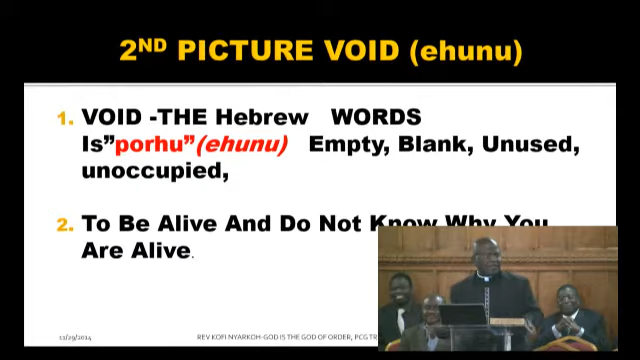 2ND PICTURE VOID (ehunu)
1. VOID -THE Hebrew WORDS
Is"porhu"(ehunu) Empty, Blank, Unused,
unoccupied,
2. To Be Alive And Do Not Know Why You
Are Alive.
12/29/2014
REV KOFI NYARKOH-GOD IS THE GOD OF ORDER, PCG TR